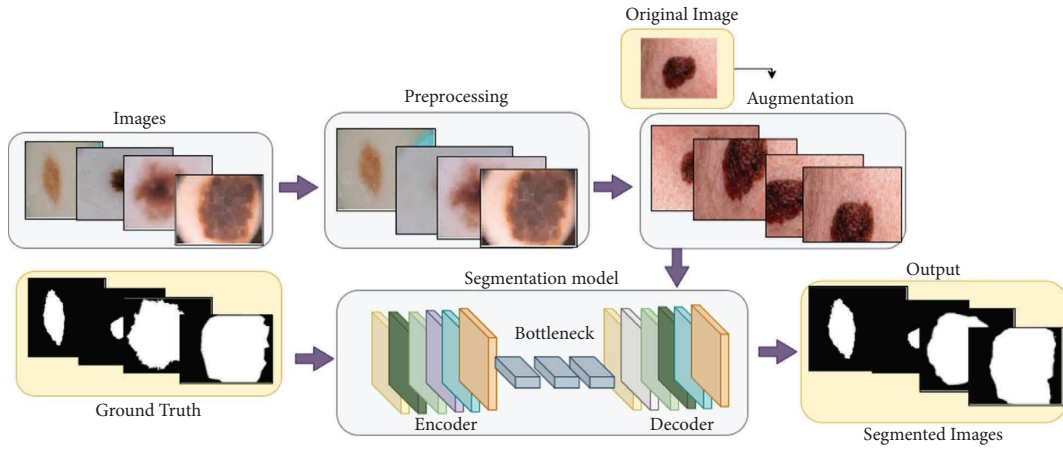 Original Image
Images
Preprocessing
Augmentation
Segmentation model
Output
Bottleneck
Encoder
Decoder
Ground Truth
Segmented Images